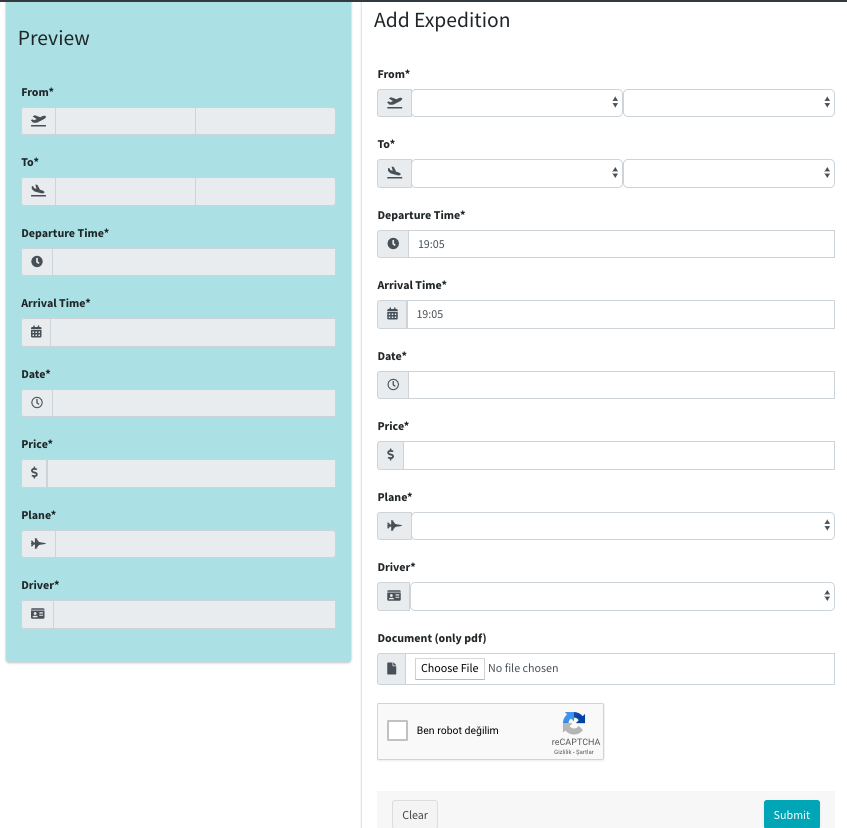 Preview
From*
To*
Departure Time*
Arrival Time*
Date*
Price*
$
Plane*
Driver*
Add Expedition
From*
To*
Departure Time*
19:05
Arrival Time*
19:05
Date*
Price*
$
Plane*
Driver*
Document (only pdf)
Choose File No file chosen
Ben robot değilim
reCAPTCHA
Gizlilik - Şartlar
Clear
Submit